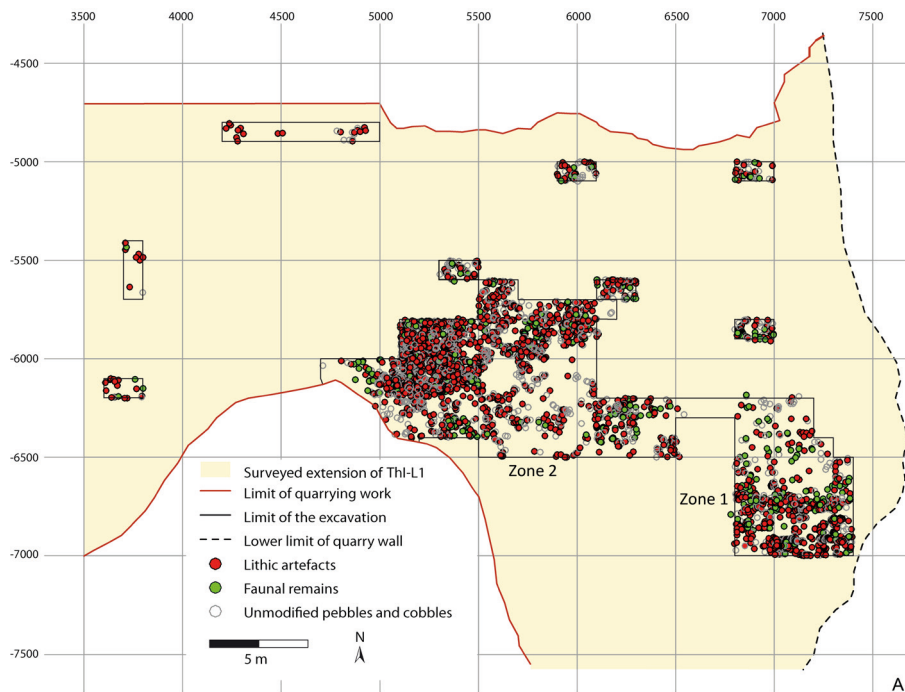 3500 4000 4500 5000 5500 6000 6500 7000 7500
-4500
-5000
-5500
-6000
-6500
-7000
-7500
Zone 2
Zone 1
Surveyed extension of ThI-L1
Limit of quarrying work
Limit of the excavation
Lower limit of quarry wall
Lithic artefacts
Faunal remains
Unmodified pebbles and cobbles
5 m
N
A